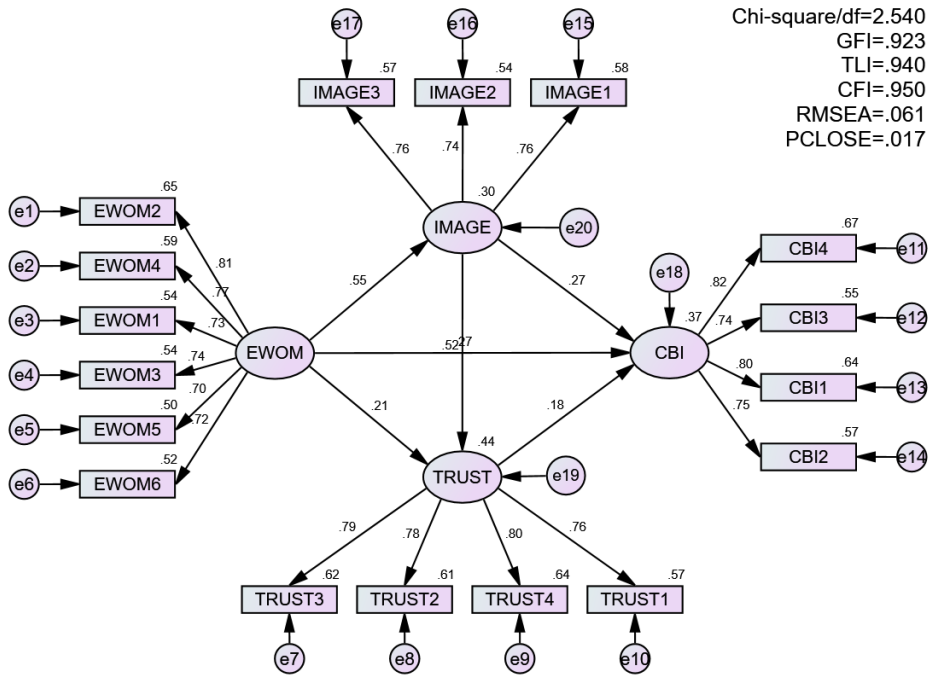 Chi-square/df=2.540
GFI=.923
TLI=.940
CFI=.950
RMSEA=.061
PCLOSE=.017
e17
e16
e15
.57
.54
.58
IMAGE3
IMAGE2
IMAGE1
.76
.74
.76
.30
IMAGE
e20
e1
.65
EWOM2
e2
.59
EWOM4
e3
.54
EWOM1
e4
.54
EWOM3
e5
.50
EWOM5
e6
.52
EWOM6
.81
.77
.73
.74
.70
.72
EWOM
.55
.27
.52
.27
.21
.18
e18
.37
CBI
.82
.74
.80
.75
.67
CBI4
e11
.55
CBI3
e12
.64
CBI1
e13
.57
CBI2
e14
.44
TRUST
e19
.79
.78
.80
.76
.62
.61
.64
.57
TRUST3
TRUST2
TRUST4
TRUST1
e7
e8
e9
e10